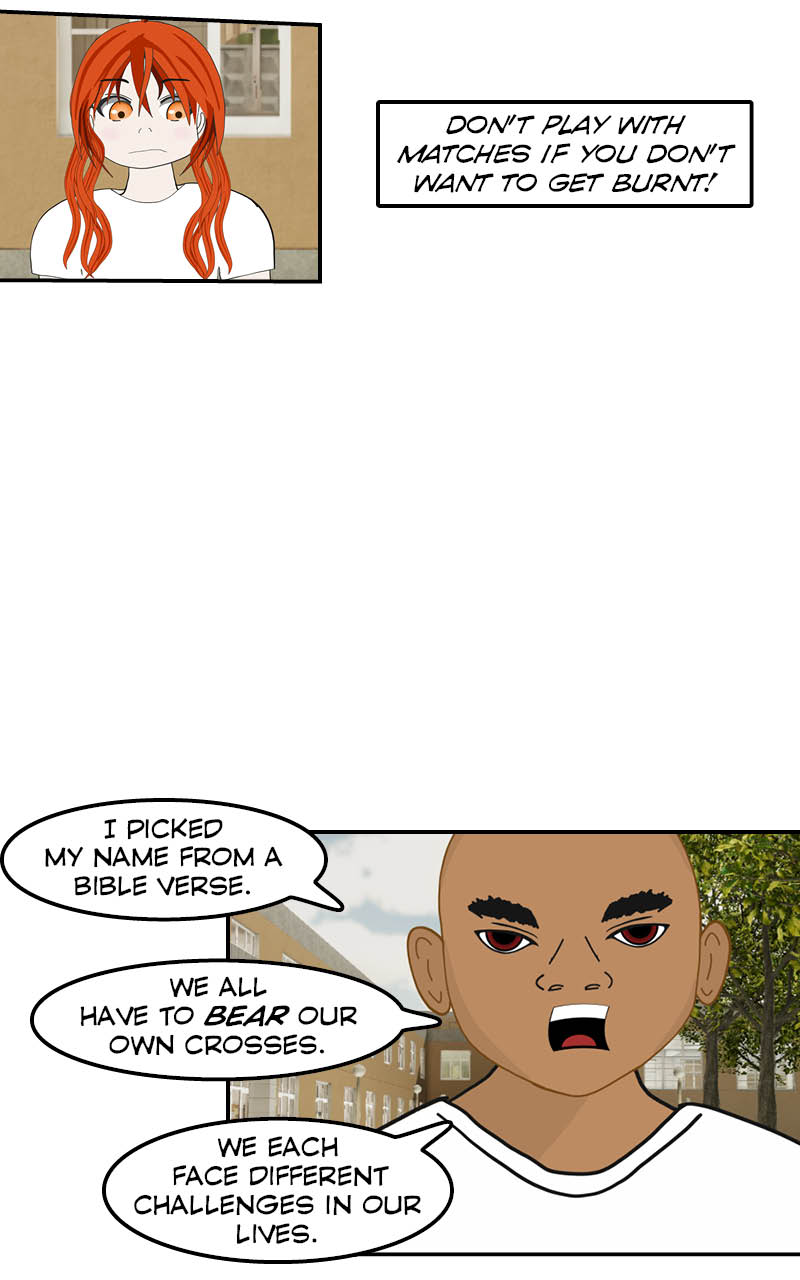 DON'T PLAY WITH
MATCHES IF YOU DON'T
WANT TO GET BURNT!
I PICKED
MY NAME FROM A
BIBLE VERSE.
WE ALL
HAVE TO BEAR OUR
OWN CROSSES.
WE EACH
FACE DIFFERENT
CHALLENGES IN OUR
LIVES.